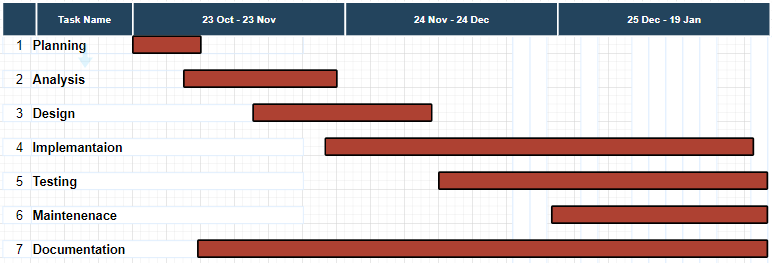 Task Name 23 Oct - 23 Nov 24 Nov - 24 Dec 25 Dec - 19 Jan
1 Planning
2 Analysis
3 Design
4 Implemantaion
5 Testing
6 Maintenenace
7 Documentation